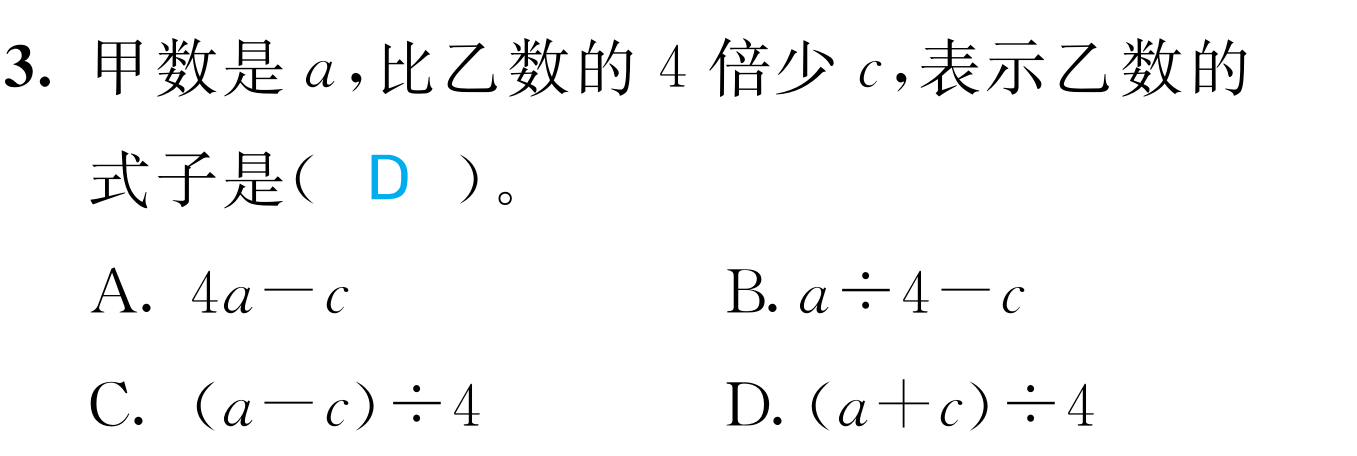 3. 甲数是 a,比乙数的 4 倍少 c,表示乙数的
式子是( D )。
A. 4a－c B. a÷4－c
C. (a－c)÷4 D. (a＋c)÷4